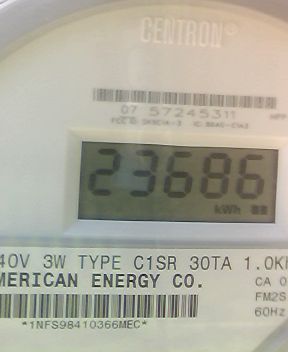 CENTRON®
07 57245311
23686
kWh
40V 3W TYPE C1SR 30TA 1.0K
MERICAN ENERGY CO.
CA 0
FM2S
60Hz
*1NFS98410366MEC*